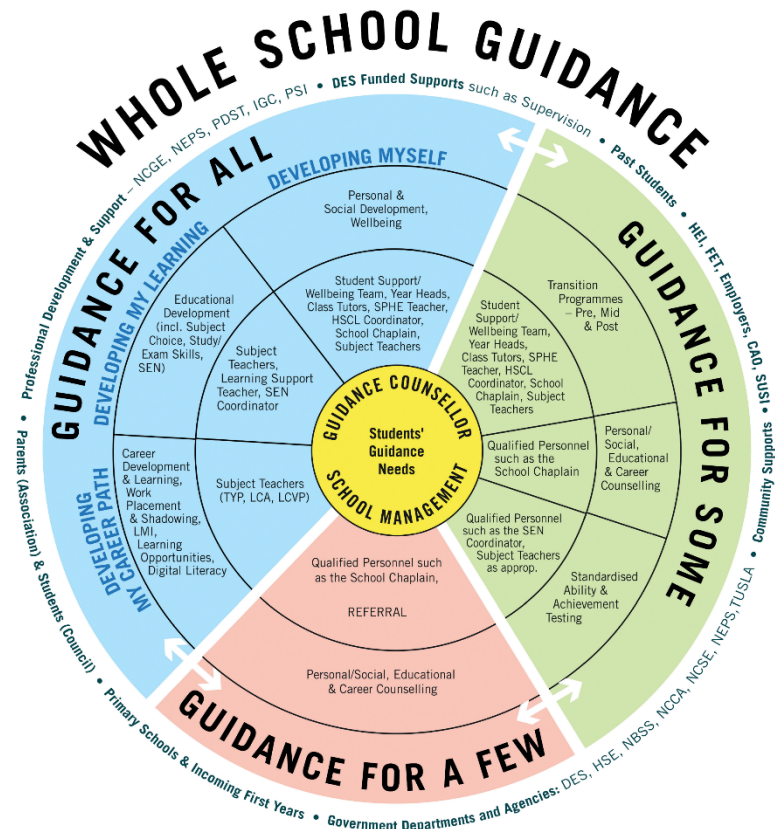 WHOLE SCHOOL GUIDANCE
Professional Development & Support – NCGE, NEPS, PDST, IGC, PSI • DES Funded Supports such as Supervision • Past Students • HEI, FET, Employers, CAO, SUSI • Community Supports
Parents (Association) & Students (Council) • Primary Schools & Incoming First Years • Government Departments and Agencies: DES, HSE, NBSS, NCCA, NCSE, NEPS, TUSLA •
GUIDANCE FOR ALL
DEVELOPING MYSELF
Personal &
Social Development,
Wellbeing
Student Support/
Wellbeing Team, Year Heads,
Class Tutors, SPHE Teacher,
HSCL Coordinator,
School Chaplain,
Subject Teachers
DEVELOPING MY LEARNING
Educational
Development
(incl. Subject
Choice, Study/
Exam Skills,
SEN)
Subject
Teachers,
Learning Support
Teacher, SEN
Coordinator
DEVELOPING
MY CAREER PATH
Career
Development
& Learning,
Work
Placement
& Shadowing,
LMI,
Learning
Opportunities,
Digital Literacy
Subject Teachers
(TYP, LCA, LCVP)
GUIDANCE COUNSELLOR
Students'
Guidance
Needs
SCHOOL MANAGEMENT
GUIDANCE FOR SOME
Transition
Programmes
– Pre, Mid
& Post
Student
Support/
Wellbeing Team,
Year Heads,
Class Tutors, SPHE
Teacher, HSCL
Coordinator, School
Chaplain, Subject
Teachers
Personal/
Social,
Educational
& Career
Counselling
Qualified Personnel
such as the
School Chaplain
Qualified Personnel
such as the SEN
Coordinator,
Subject Teachers
as approp.
Standardised
Ability &
Achievement
Testing
Qualified Personnel such
as the School Chaplain,
REFERRAL
Personal/Social, Educational
& Career Counselling
GUIDANCE FOR A FEW